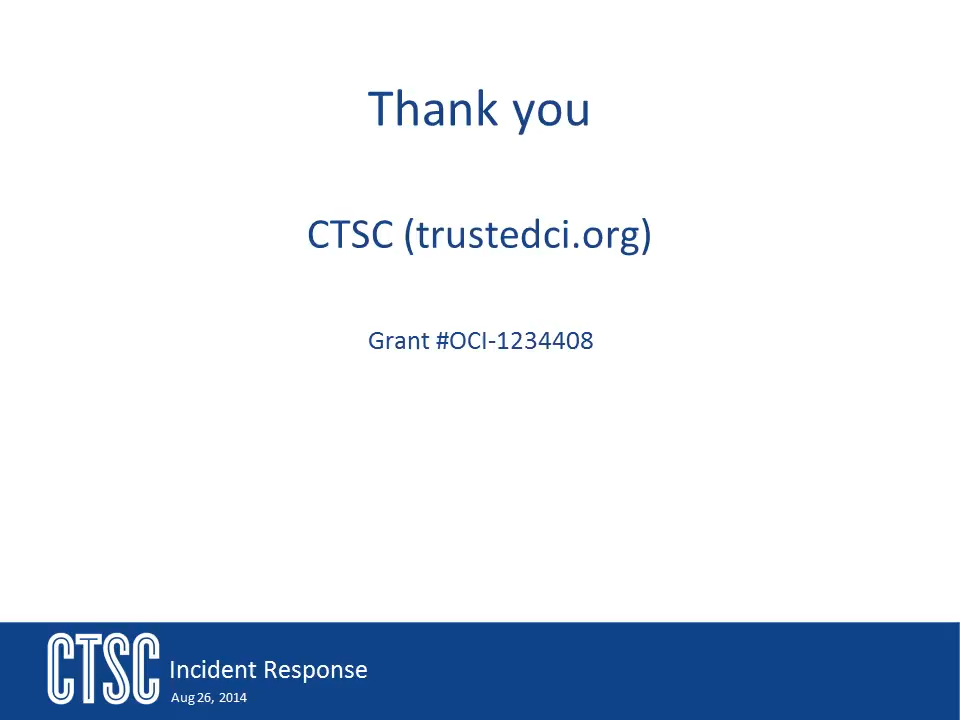 Thank you
CTSC (trustedci.org)
Grant #OCI-1234408
CTSC
Incident Response
Aug 26, 2014